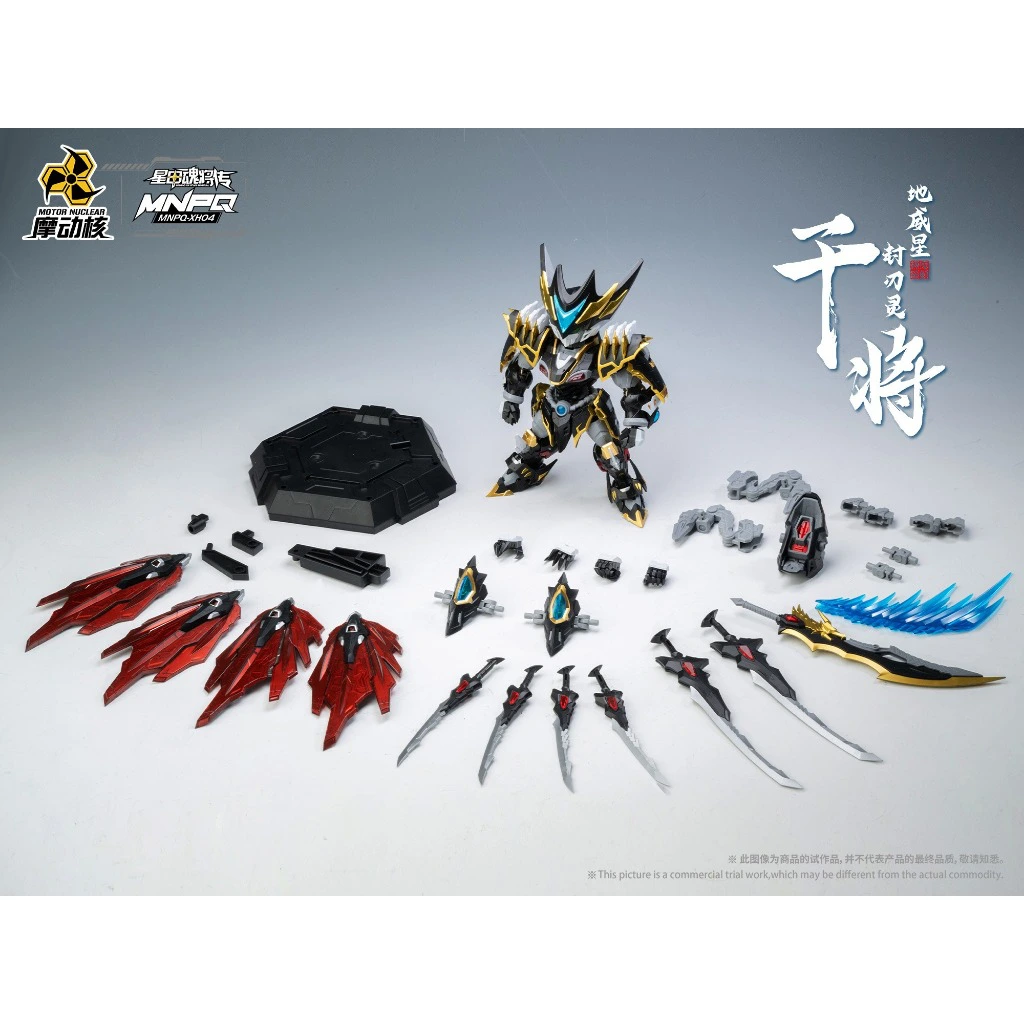 MOTOR NUCLEAR
摩动核
星甲魂将传
MNPQ
MNPQ-XH04
地威星
封刃灵
干将
※ 此图像为商品的试作品, 并不代表产品的最终品质, 敬请知悉。
※This picture is a commercial trial work,which may be different from the actual commodity.